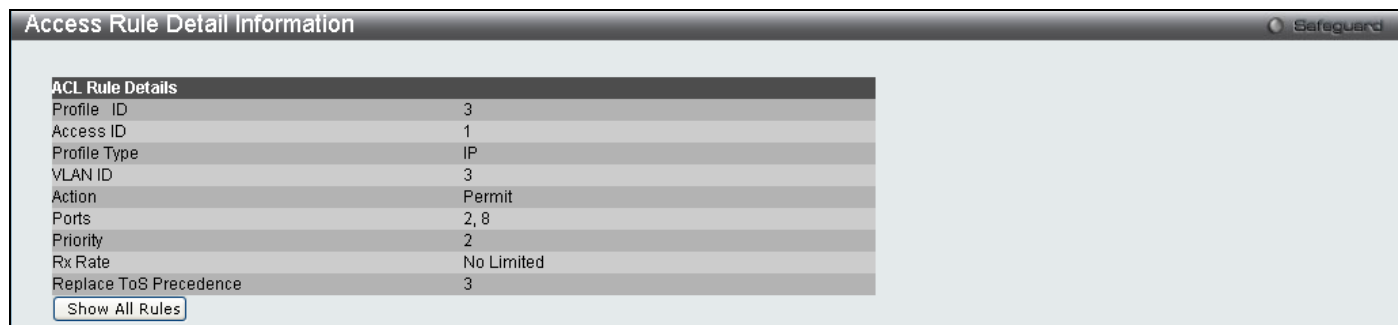 Access Rule Detail Information
Safeguard
ACL Rule Details
Profile ID 3
Access ID 1
Profile Type IP
VLAN ID 3
Action Permit
Ports 2, 8
Priority 2
Rx Rate No Limited
Replace ToS Precedence 3
Show All Rules